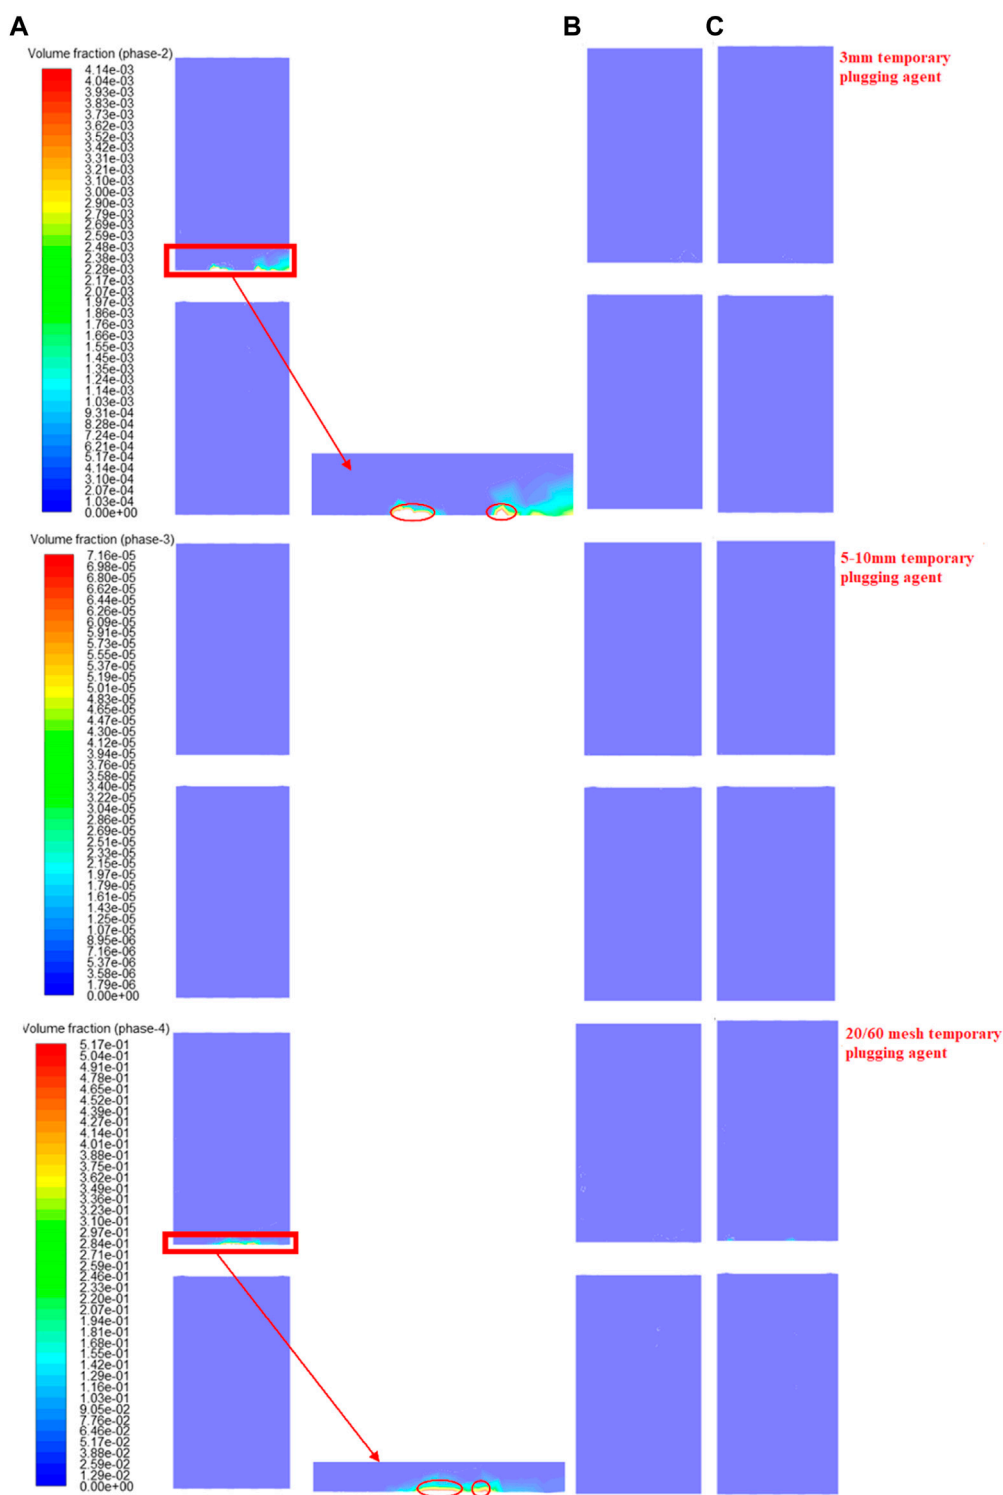 A
B
C
Volume fraction (phase-2)
3mm temporary
plugging agent
4.14e-03
4.04e-03
3.93e-03
3.83e-03
3.73e-03
3.62e-03
3.52e-03
3.42e-03
3.31e-03
3.21e-03
3.10e-03
3.00e-03
2.90e-03
2.79e-03
2.69e-03
2.59e-03
2.48e-03
2.38e-03
2.28e-03
2.17e-03
2.07e-03
1.97e-03
1.86e-03
1.76e-03
1.66e-03
1.55e-03
1.45e-03
1.35e-03
1.24e-03
1.14e-03
1.03e-03
9.31e-04
8.28e-04
7.24e-04
6.21e-04
5.17e-04
4.14e-04
3.10e-04
2.07e-04
1.03e-04
0.00e+00
Volume fraction (phase-3)
5-10mm temporary
plugging agent
7.16e-05
6.98e-05
6.80e-05
6.62e-05
6.44e-05
6.26e-05
6.09e-05
5.91e-05
5.73e-05
5.55e-05
5.37e-05
5.19e-05
5.01e-05
4.83e-05
4.65e-05
4.47e-05
4.30e-05
4.12e-05
3.94e-05
3.76e-05
3.58e-05
3.40e-05
3.22e-05
3.04e-05
2.86e-05
2.69e-05
2.51e-05
2.33e-05
2.15e-05
1.97e-05
1.79e-05
1.61e-05
1.43e-05
1.25e-05
1.07e-05
8.95e-06
7.16e-06
5.37e-06
3.58e-06
1.79e-06
0.00e+00
Volume fraction (phase-4)
20/60 mesh temporary
plugging agent
5.17e-01
5.04e-01
4.91e-01
4.78e-01
4.65e-01
4.52e-01
4.39e-01
4.27e-01
4.14e-01
4.01e-01
3.88e-01
3.75e-01
3.62e-01
3.49e-01
3.36e-01
3.23e-01
3.10e-01
2.97e-01
2.84e-01
2.71e-01
2.59e-01
2.46e-01
2.33e-01
2.20e-01
2.07e-01
1.94e-01
1.81e-01
1.68e-01
1.55e-01
1.42e-01
1.29e-01
1.16e-01
1.03e-01
9.05e-02
7.76e-02
6.46e-02
5.17e-02
3.88e-02
2.59e-02
1.29e-02
0.00e+00